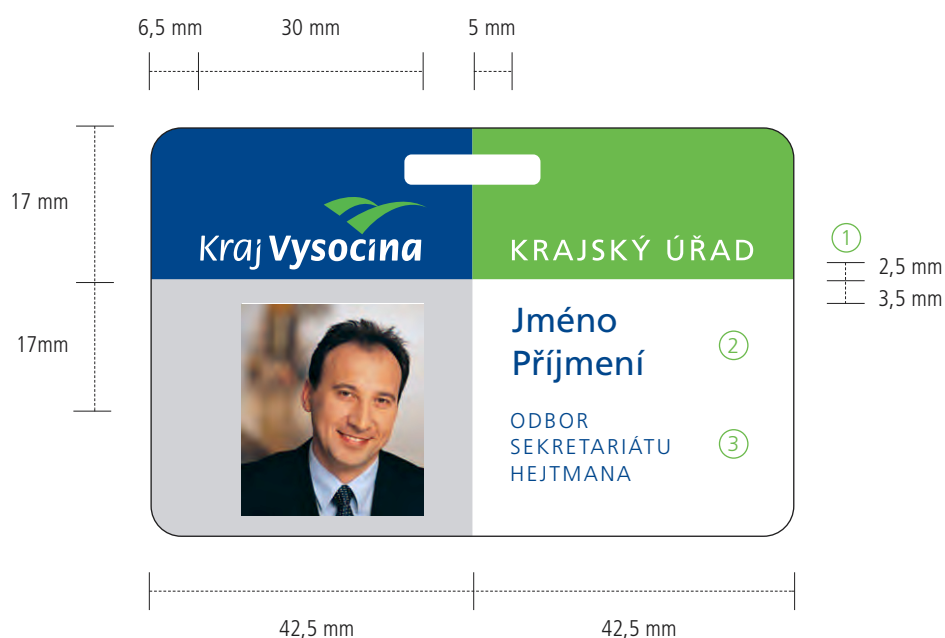 6,5 mm
30 mm
5 mm
17 mm
Kraj Vysočina
KRAJSKÝ ÚŘAD
1
2,5 mm
3,5 mm
17mm
Jméno
Příjmení
2
ODBOR
SEKRETARIÁTU
HEJTMANA
3
42,5 mm
42,5 mm